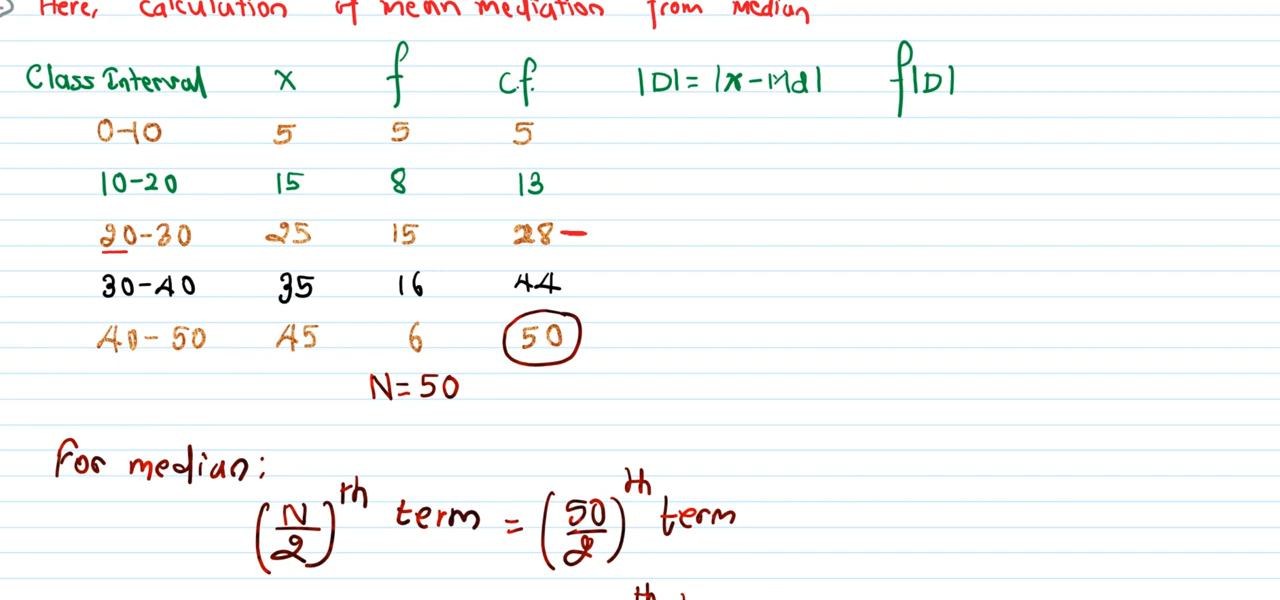 Here, calculation of mean mediation from median
Class Interval x f c.f. |D| = |x-Md| f|D|
0-10 5 5 5
10-20 15 8 13
20-30 25 15 28 -
30-40 35 16 44
40-50 45 6 50
N=50
For median:
(N/2)th term = (50/2)th term
th